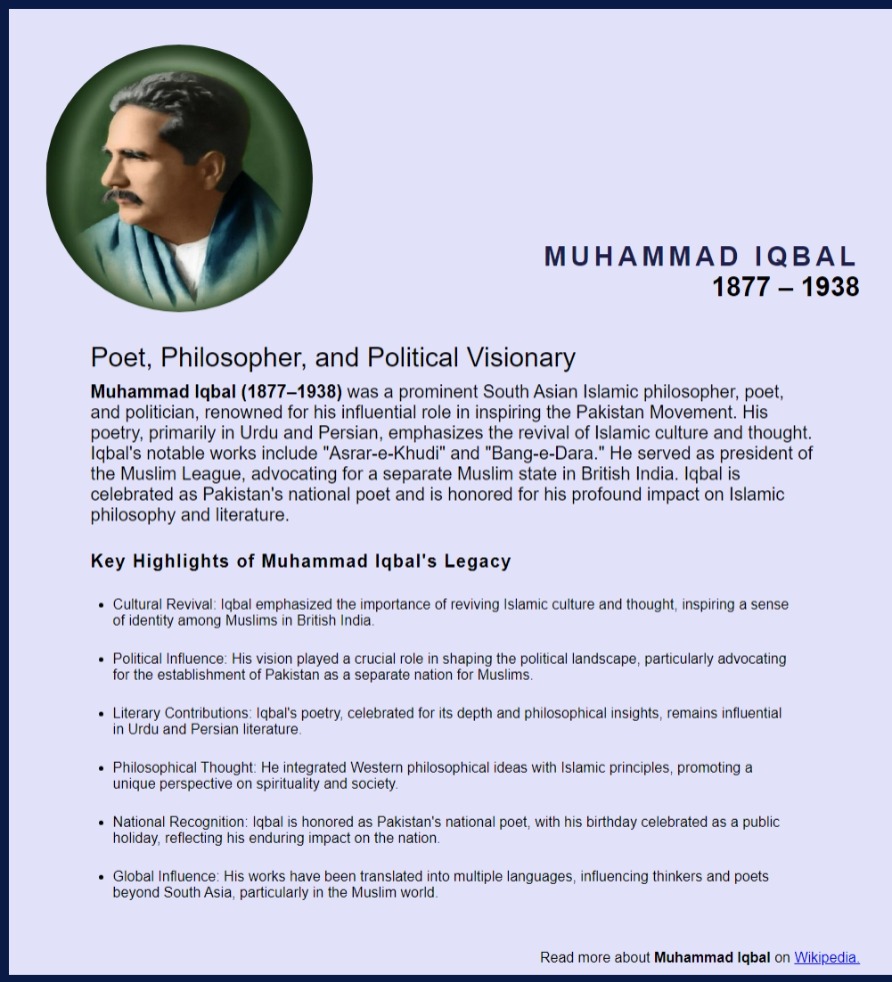 MUHAMMAD IQBAL
1877 – 1938
Poet, Philosopher, and Political Visionary
Muhammad Iqbal (1877–1938) was a prominent South Asian Islamic philosopher, poet,
and politician, renowned for his influential role in inspiring the Pakistan Movement. His
poetry, primarily in Urdu and Persian, emphasizes the revival of Islamic culture and thought.
Iqbal's notable works include "Asrar-e-Khudi" and "Bang-e-Dara." He served as president of
the Muslim League, advocating for a separate Muslim state in British India. Iqbal is
celebrated as Pakistan's national poet and is honored for his profound impact on Islamic
philosophy and literature.
Key Highlights of Muhammad Iqbal's Legacy
• Cultural Revival: Iqbal emphasized the importance of reviving Islamic culture and thought, inspiring a sense
of identity among Muslims in British India.
• Political Influence: His vision played a crucial role in shaping the political landscape, particularly advocating
for the establishment of Pakistan as a separate nation for Muslims.
• Literary Contributions: Iqbal's poetry, celebrated for its depth and philosophical insights, remains influential
in Urdu and Persian literature.
• Philosophical Thought: He integrated Western philosophical ideas with Islamic principles, promoting a
unique perspective on spirituality and society.
• National Recognition: Iqbal is honored as Pakistan's national poet, with his birthday celebrated as a public
holiday, reflecting his enduring impact on the nation.
• Global Influence: His works have been translated into multiple languages, influencing thinkers and poets
beyond South Asia, particularly in the Muslim world.
Read more about Muhammad Iqbal on Wikipedia.